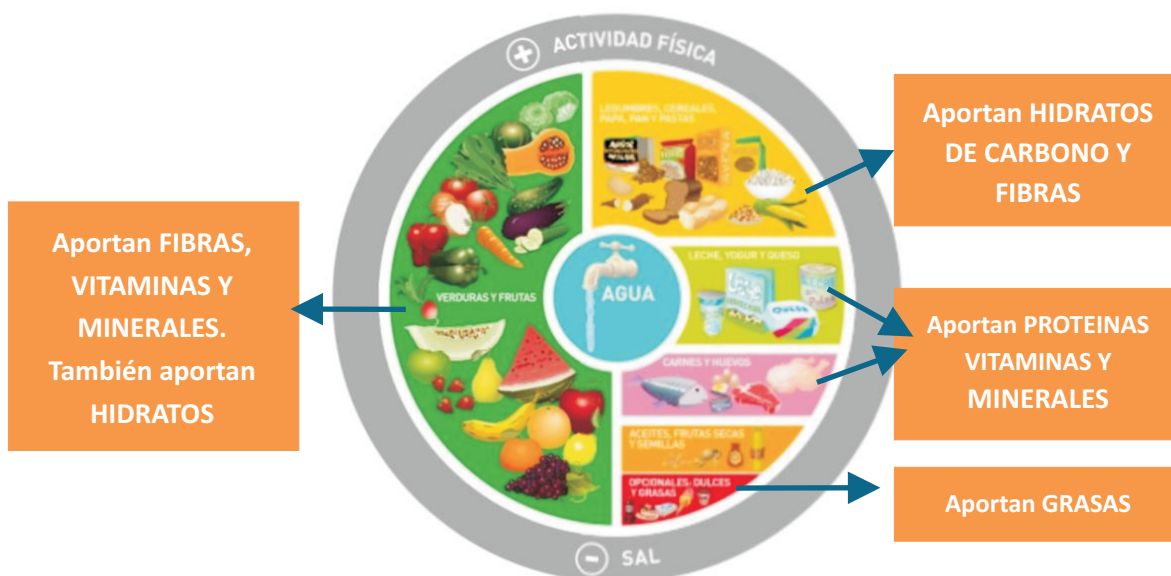 ACTIVIDAD FÍSICA
LEGUMBRES, CEREALES,
PAPA, PAN Y PASTAS
Aportan HIDRATOS
DE CARBONO Y
FIBRAS
Aportan FIBRAS,
VITAMINAS Y
MINERALES.
También aportan
HIDRATOS
VERDURAS Y FRUTAS
AGUA
LECHE, YOGUR Y QUESO
Aportan PROTEINAS
VITAMINAS Y
MINERALES
CARNES Y HUEVOS
ACEITES, FRUTAS SECAS
Y SEMILLAS
OPCIONALES: DULCES
Y GRASAS
Aportan GRASAS
SAL